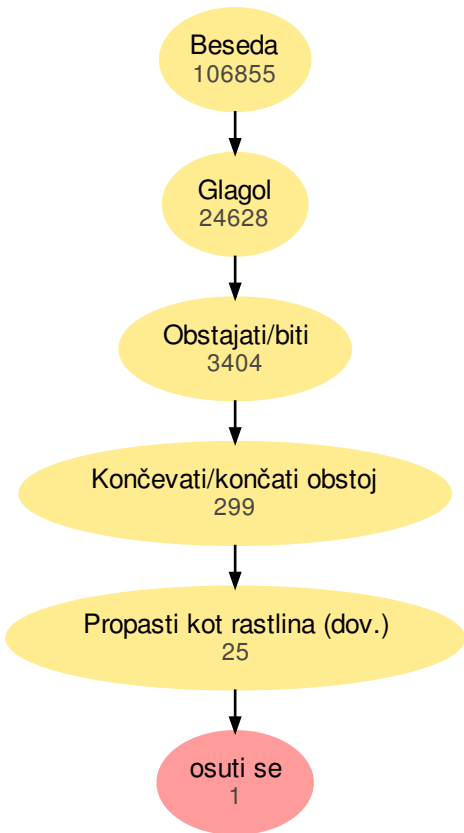 Beseda
106855
Glagol
24628
Obstajati/biti
3404
Končevati/končati obstoj
299
Propasti kot rastlina (dov.)
25
osuti se
1